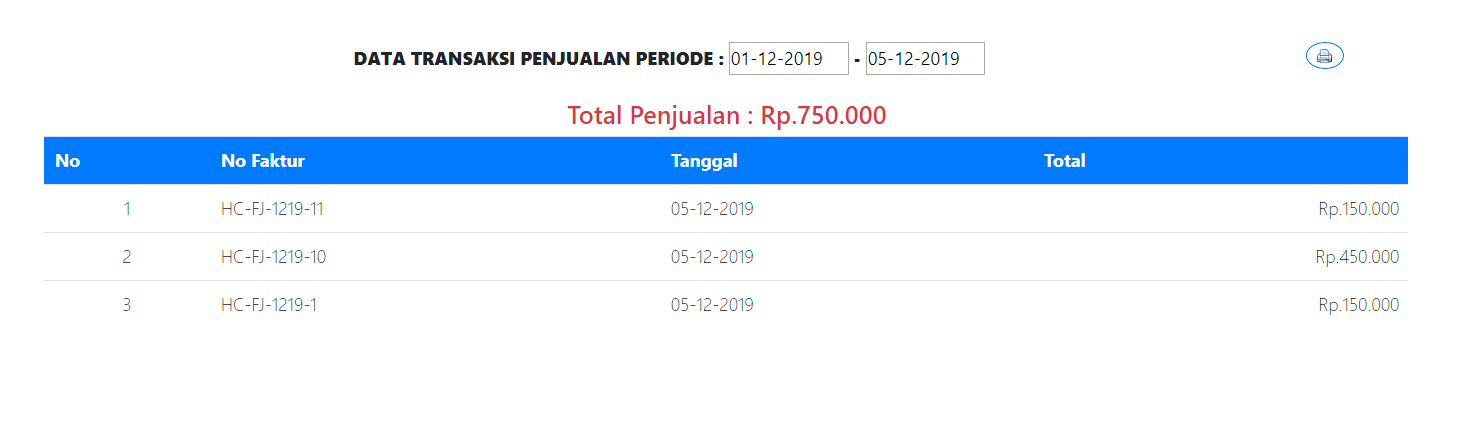 DATA TRANSAKSI PENJUALAN PERIODE : 01-12-2019 - 05-12-2019
Total Penjualan : Rp.750.000
No No Faktur Tanggal Total
1 HC-FJ-1219-11 05-12-2019 Rp.150.000
2 HC-FJ-1219-10 05-12-2019 Rp.450.000
3 HC-FJ-1219-1 05-12-2019 Rp.150.000